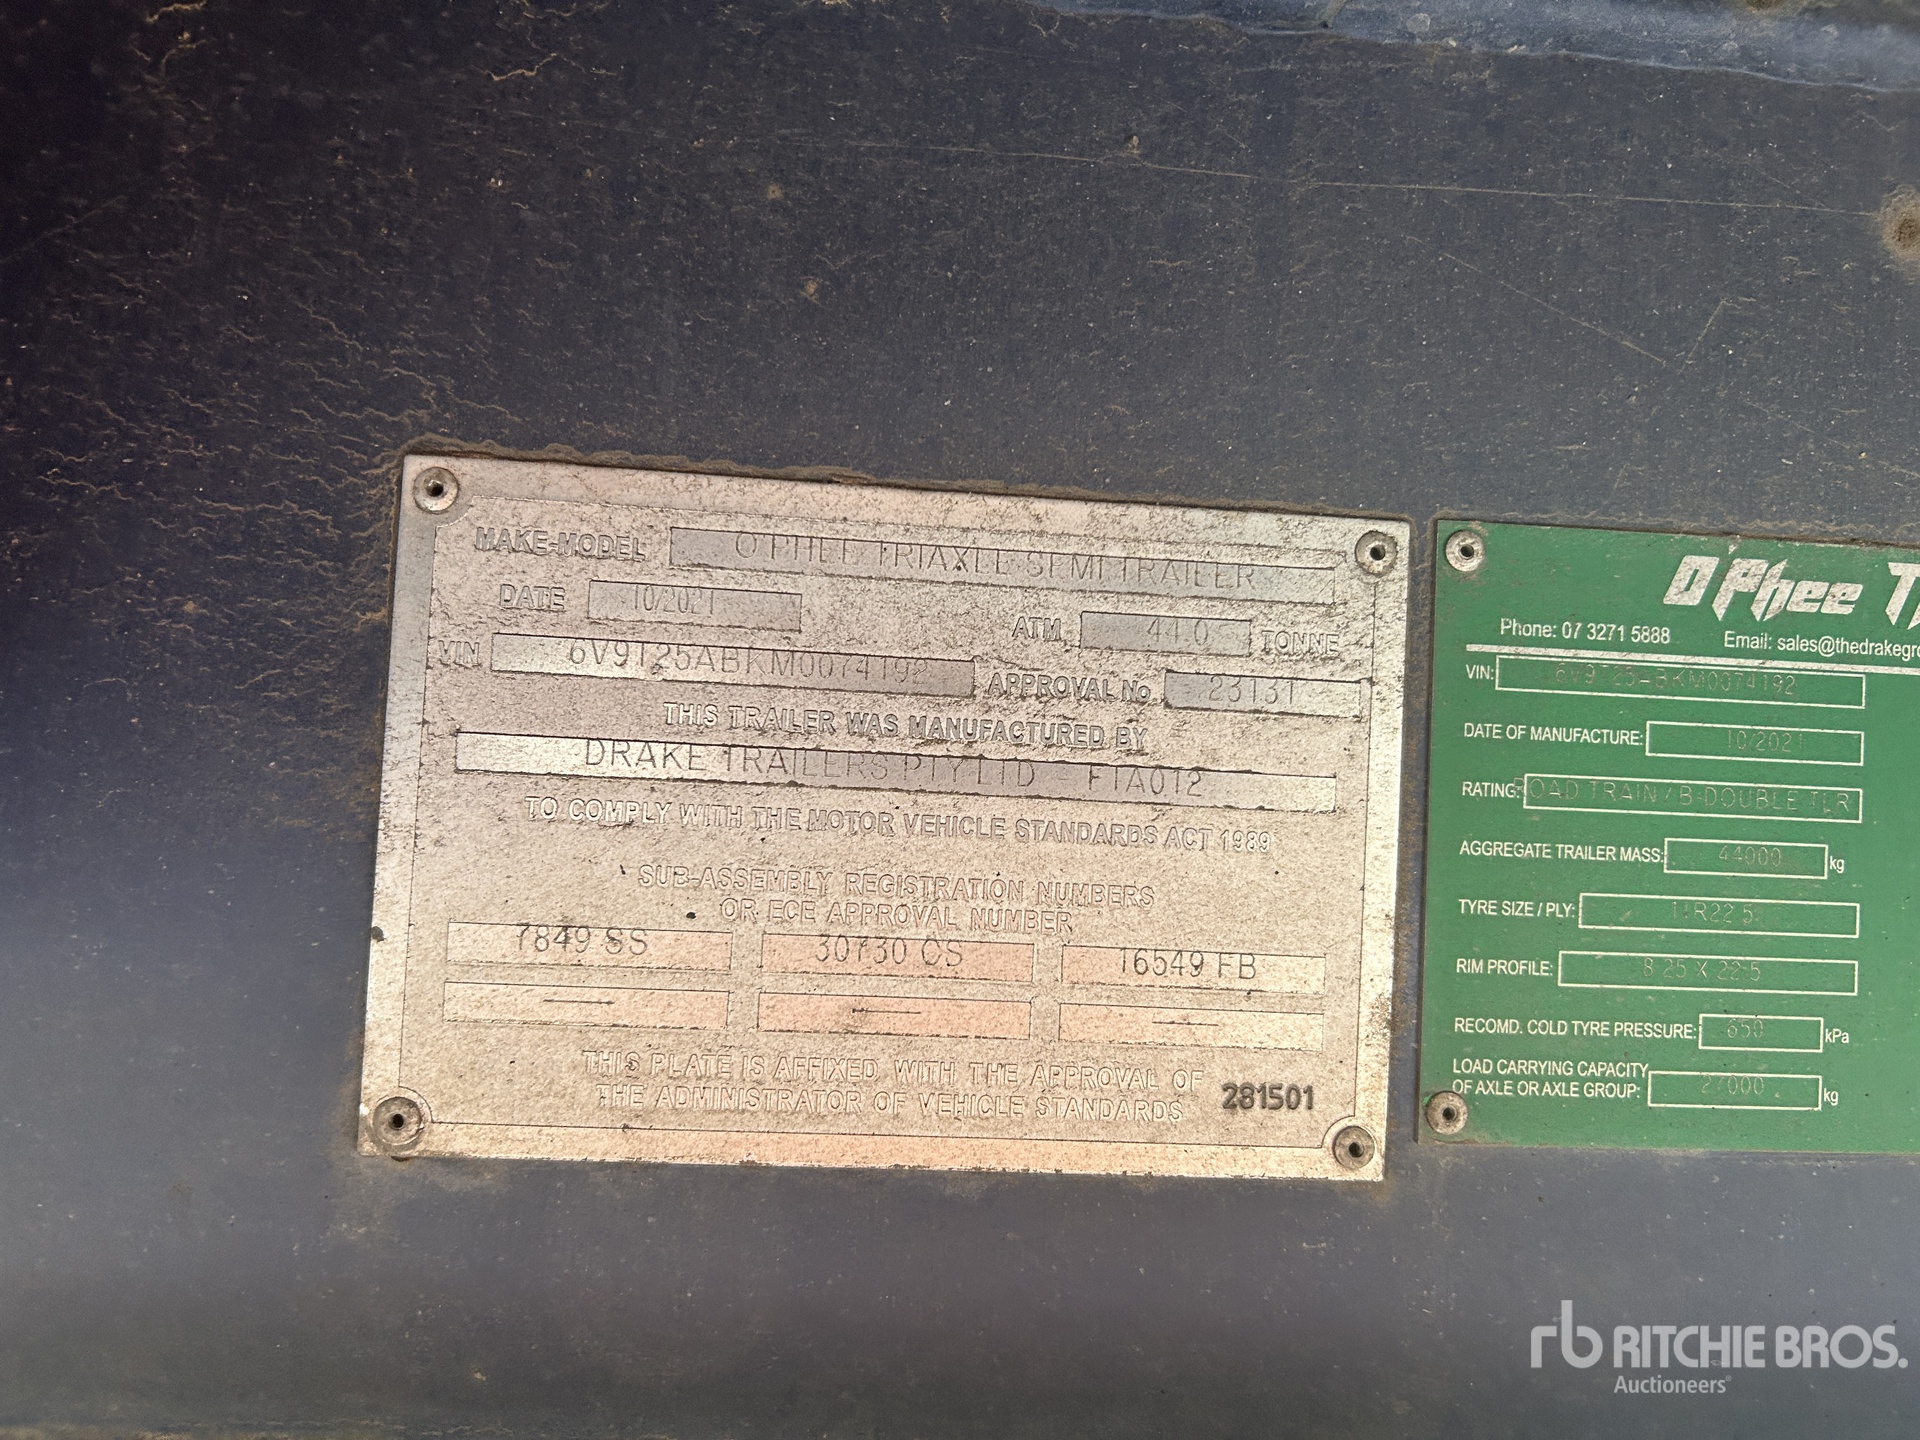 MAKE-MODEL O'PHEE TRIAXLE SEMI TRAILER
DATE 10/2021
ATM 44.0 TONNE
VIN 6V9T25ABKM0074192
APPROVAL No. 23131
THIS TRAILER WAS MANUFACTURED BY
DRAKE TRAILERS PTY LTD - FTA012
TO COMPLY WITH THE MOTOR VEHICLE STANDARDS ACT 1989
SUB-ASSEMBLY REGISTRATION NUMBERS
OR ECE APPROVAL NUMBER
7849 SS 30730 CS 16549 FB
THIS PLATE IS AFFIXED WITH THE APPROVAL OF
THE ADMINISTRATOR OF VEHICLE STANDARDS 281501
O'Phee
Phone: 07 3271 5888 Email: sales@thedrakegro
VIN: 6V9T25ABKM0074192
DATE OF MANUFACTURE: 10/2021
RATING: ROAD TRAIN / B-DOUBLE TLR
AGGREGATE TRAILER MASS: 44000 kg
TYRE SIZE / PLY: 11R22.5
RIM PROFILE: 8.25 X 22.5
RECOMD. COLD TYRE PRESSURE: 650 kPa
LOAD CARRYING CAPACITY
OF AXLE OR AXLE GROUP: 27000 kg
rb RITCHIE BROS.
Auctioneers